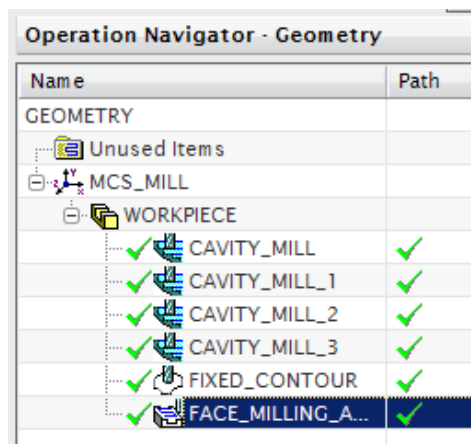 Operation Navigator - Geometry
Name Path
GEOMETRY
Unused Items
MCS_MILL
WORKPIECE
CAVITY_MILL
CAVITY_MILL_1
CAVITY_MILL_2
CAVITY_MILL_3
FIXED_CONTOUR
FACE_MILLING_A...